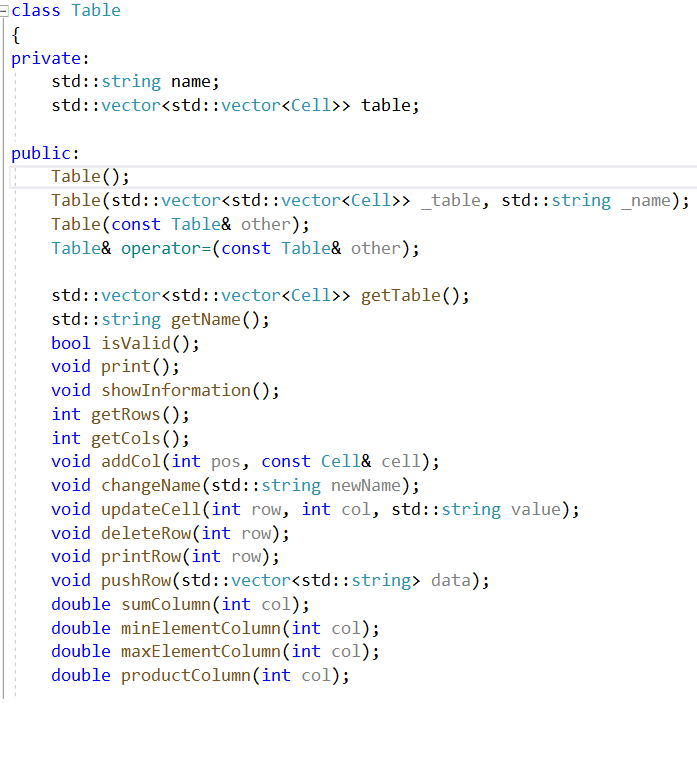 class Table
{
private:
    std::string name;
    std::vector<std::vector<Cell>> table;

public:
    Table();
    Table(std::vector<std::vector<Cell>> _table, std::string _name);
    Table(const Table& other);
    Table& operator=(const Table& other);

    std::vector<std::vector<Cell>> getTable();
    std::string getName();
    bool isValid();
    void print();
    void showInformation();
    int getRows();
    int getCols();
    void addCol(int pos, const Cell& cell);
    void changeName(std::string newName);
    void updateCell(int row, int col, std::string value);
    void deleteRow(int row);
    void printRow(int row);
    void pushRow(std::vector<std::string> data);
    double sumColumn(int col);
    double minElementColumn(int col);
    double maxElementColumn(int col);
    double productColumn(int col);